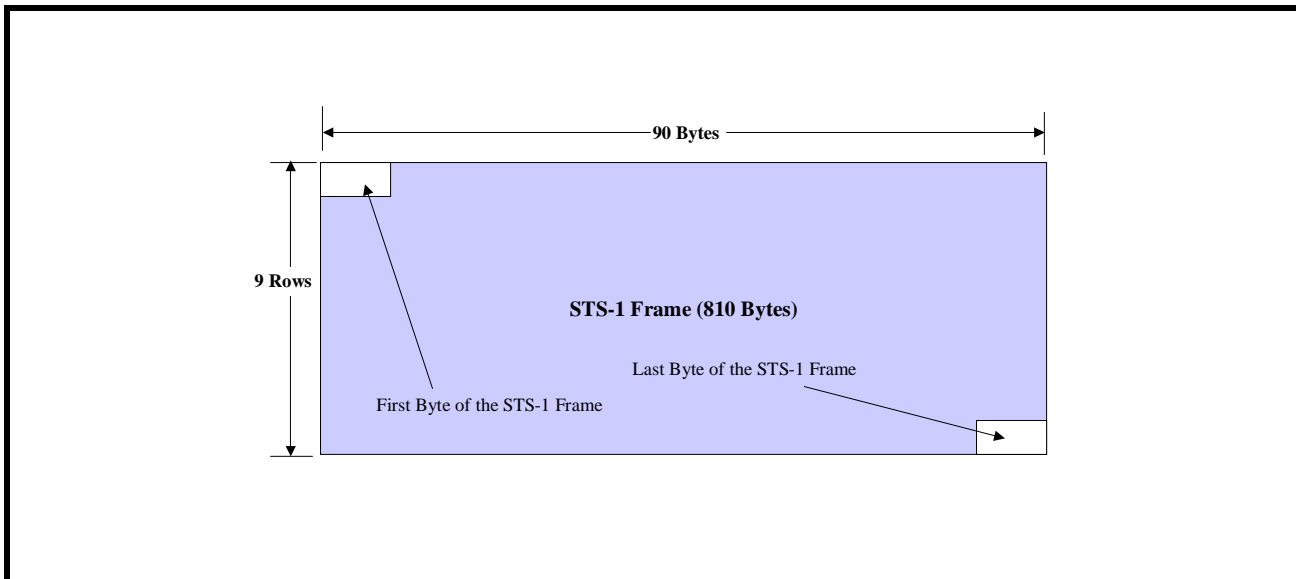 90 Bytes
9 Rows
STS-1 Frame (810 Bytes)
Last Byte of the STS-1 Frame
First Byte of the STS-1 Frame